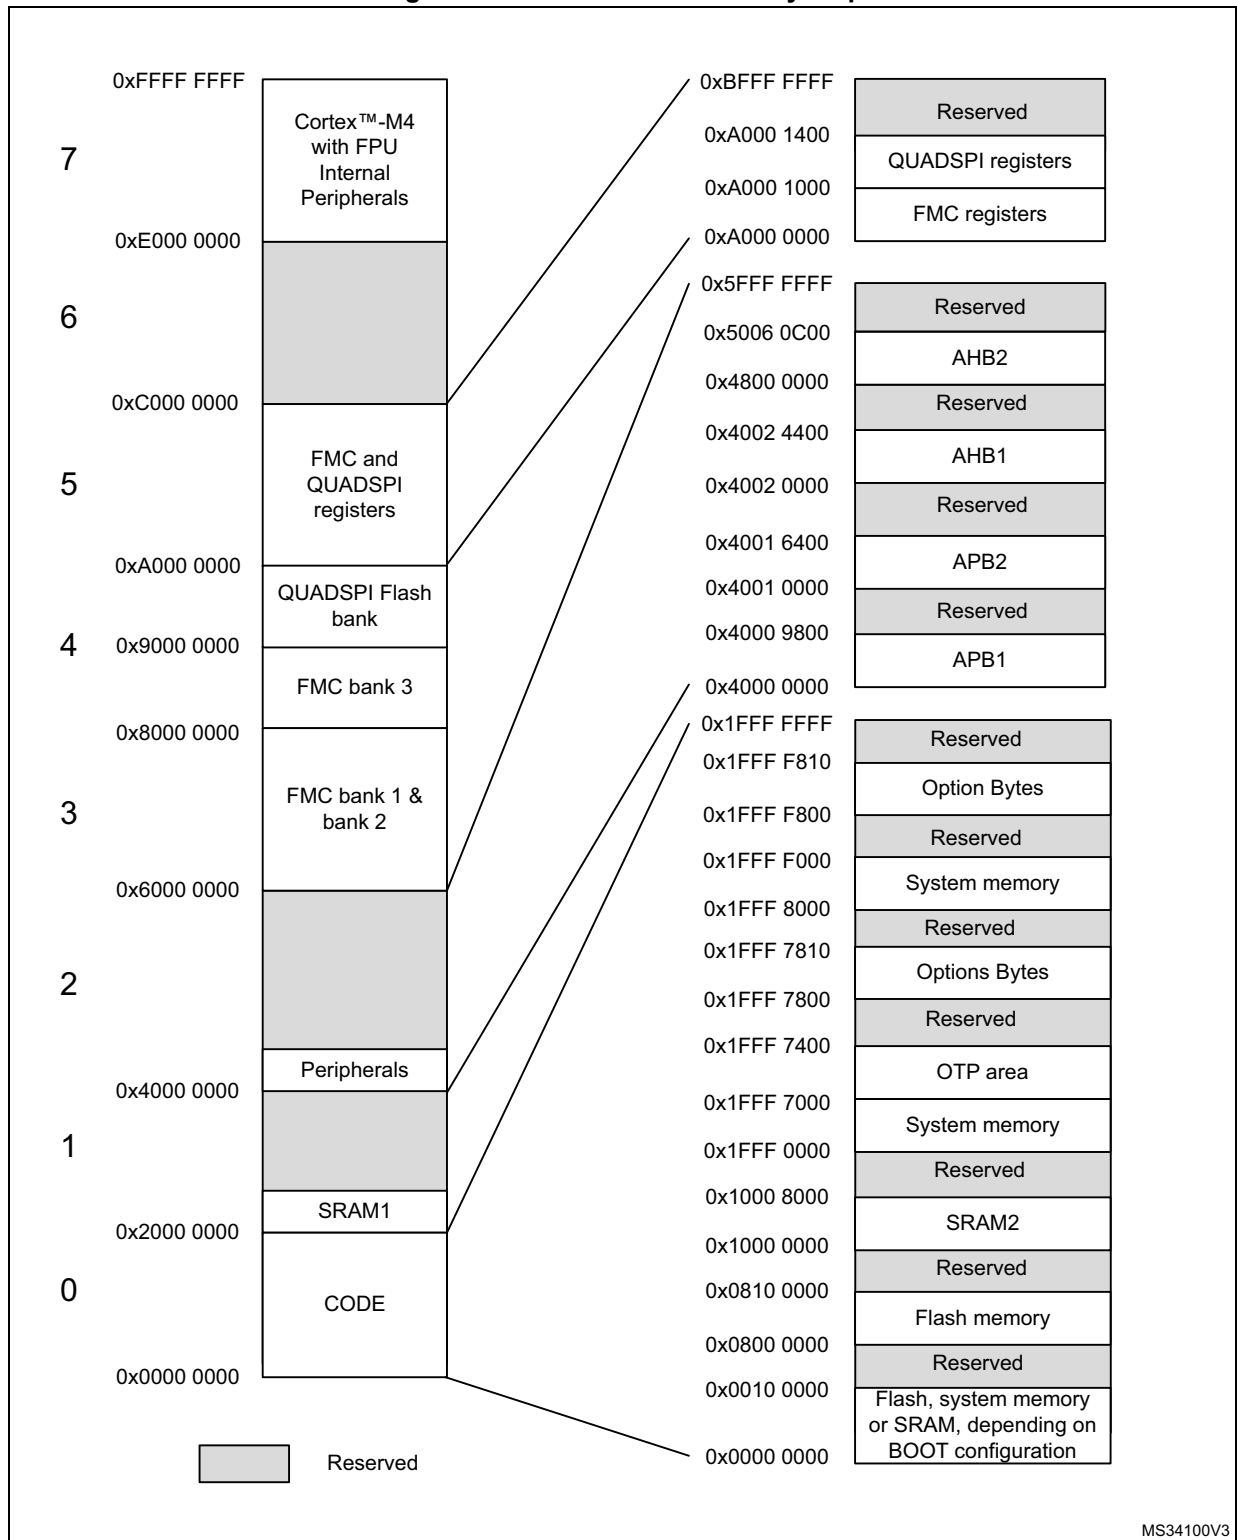 0xFFFF FFFF
Cortex™-M4
with FPU
Internal
Peripherals
7
0xE000 0000
6
0xC000 0000
FMC and
QUADSPI
registers
5
0xA000 0000
QUADSPI Flash
bank
4
0x9000 0000
FMC bank 3
0x8000 0000
FMC bank 1 &
bank 2
3
0x6000 0000
2
Peripherals
0x4000 0000
1
SRAM1
0x2000 0000
0
CODE
0x0000 0000
Reserved
0xBFFF FFFF
Reserved
0xA000 1400
QUADSPI registers
0xA000 1000
FMC registers
0xA000 0000
0x5FFF FFFF
Reserved
0x5006 0C00
AHB2
0x4800 0000
Reserved
0x4002 4400
AHB1
0x4002 0000
Reserved
0x4001 6400
APB2
0x4001 0000
Reserved
0x4000 9800
APB1
0x4000 0000
0x1FFF FFFF
Reserved
0x1FFF F810
Option Bytes
0x1FFF F800
Reserved
0x1FFF F000
System memory
0x1FFF 8000
Reserved
0x1FFF 7810
Options Bytes
0x1FFF 7800
Reserved
0x1FFF 7400
OTP area
0x1FFF 7000
System memory
0x1FFF 0000
Reserved
0x1000 8000
SRAM2
0x1000 0000
Reserved
0x0810 0000
Flash memory
0x0800 0000
Reserved
0x0010 0000
Flash, system memory
or SRAM, depending on
BOOT configuration
0x0000 0000
MS34100V3